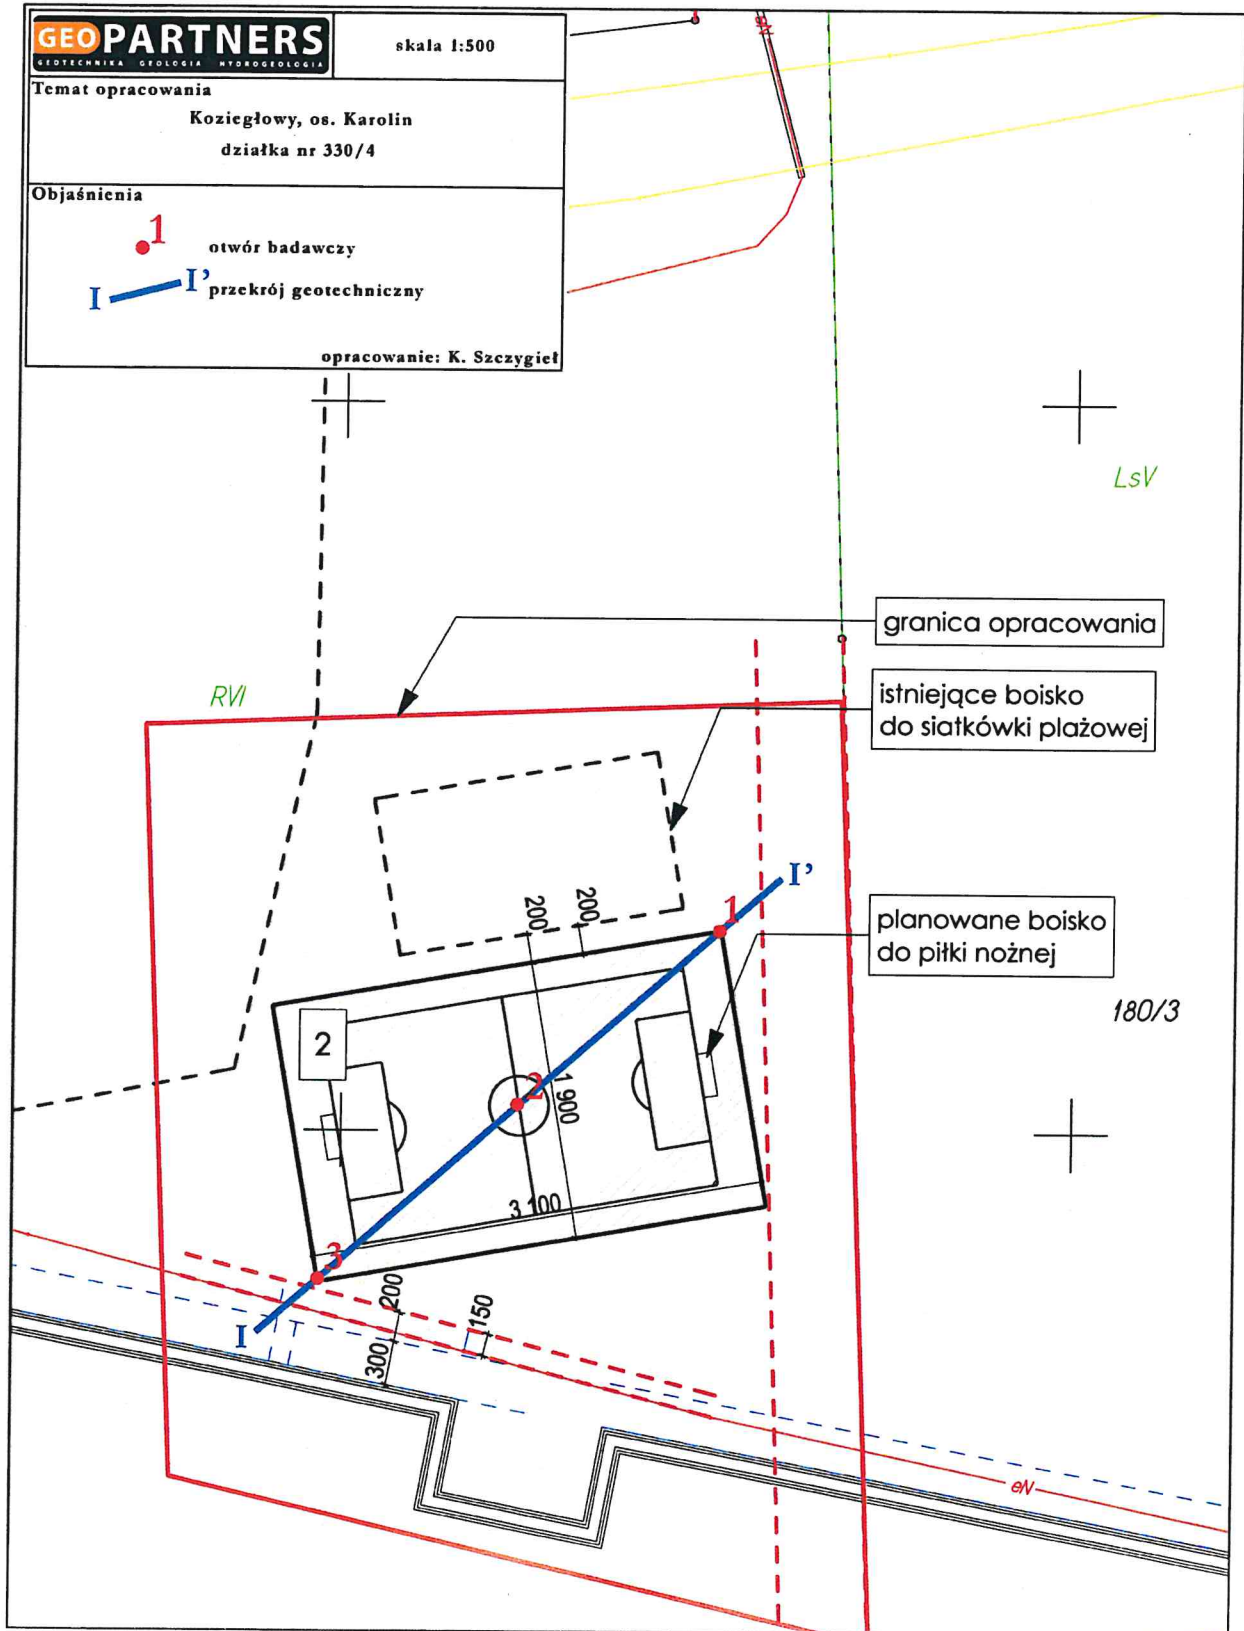 GEOPARTNERS
GEOTECHNIKA GEOLOGIA HYDROGEOLOGIA
skala 1:500
Temat opracowania
Koziegłowy, os. Karolin
działka nr 330/4
Objaśnienia
1
otwór badawczy
I I’
przekrój geotechniczny
opracowanie: K. Szczygieł
eN
LsV
granica opracowania
RVI
istniejące boisko
do siatkówki plażowej
I’
200
200
1
planowane boisko
do piłki nożnej
180/3
2
2
1 900
3 100
3
I
200
150
300
eN